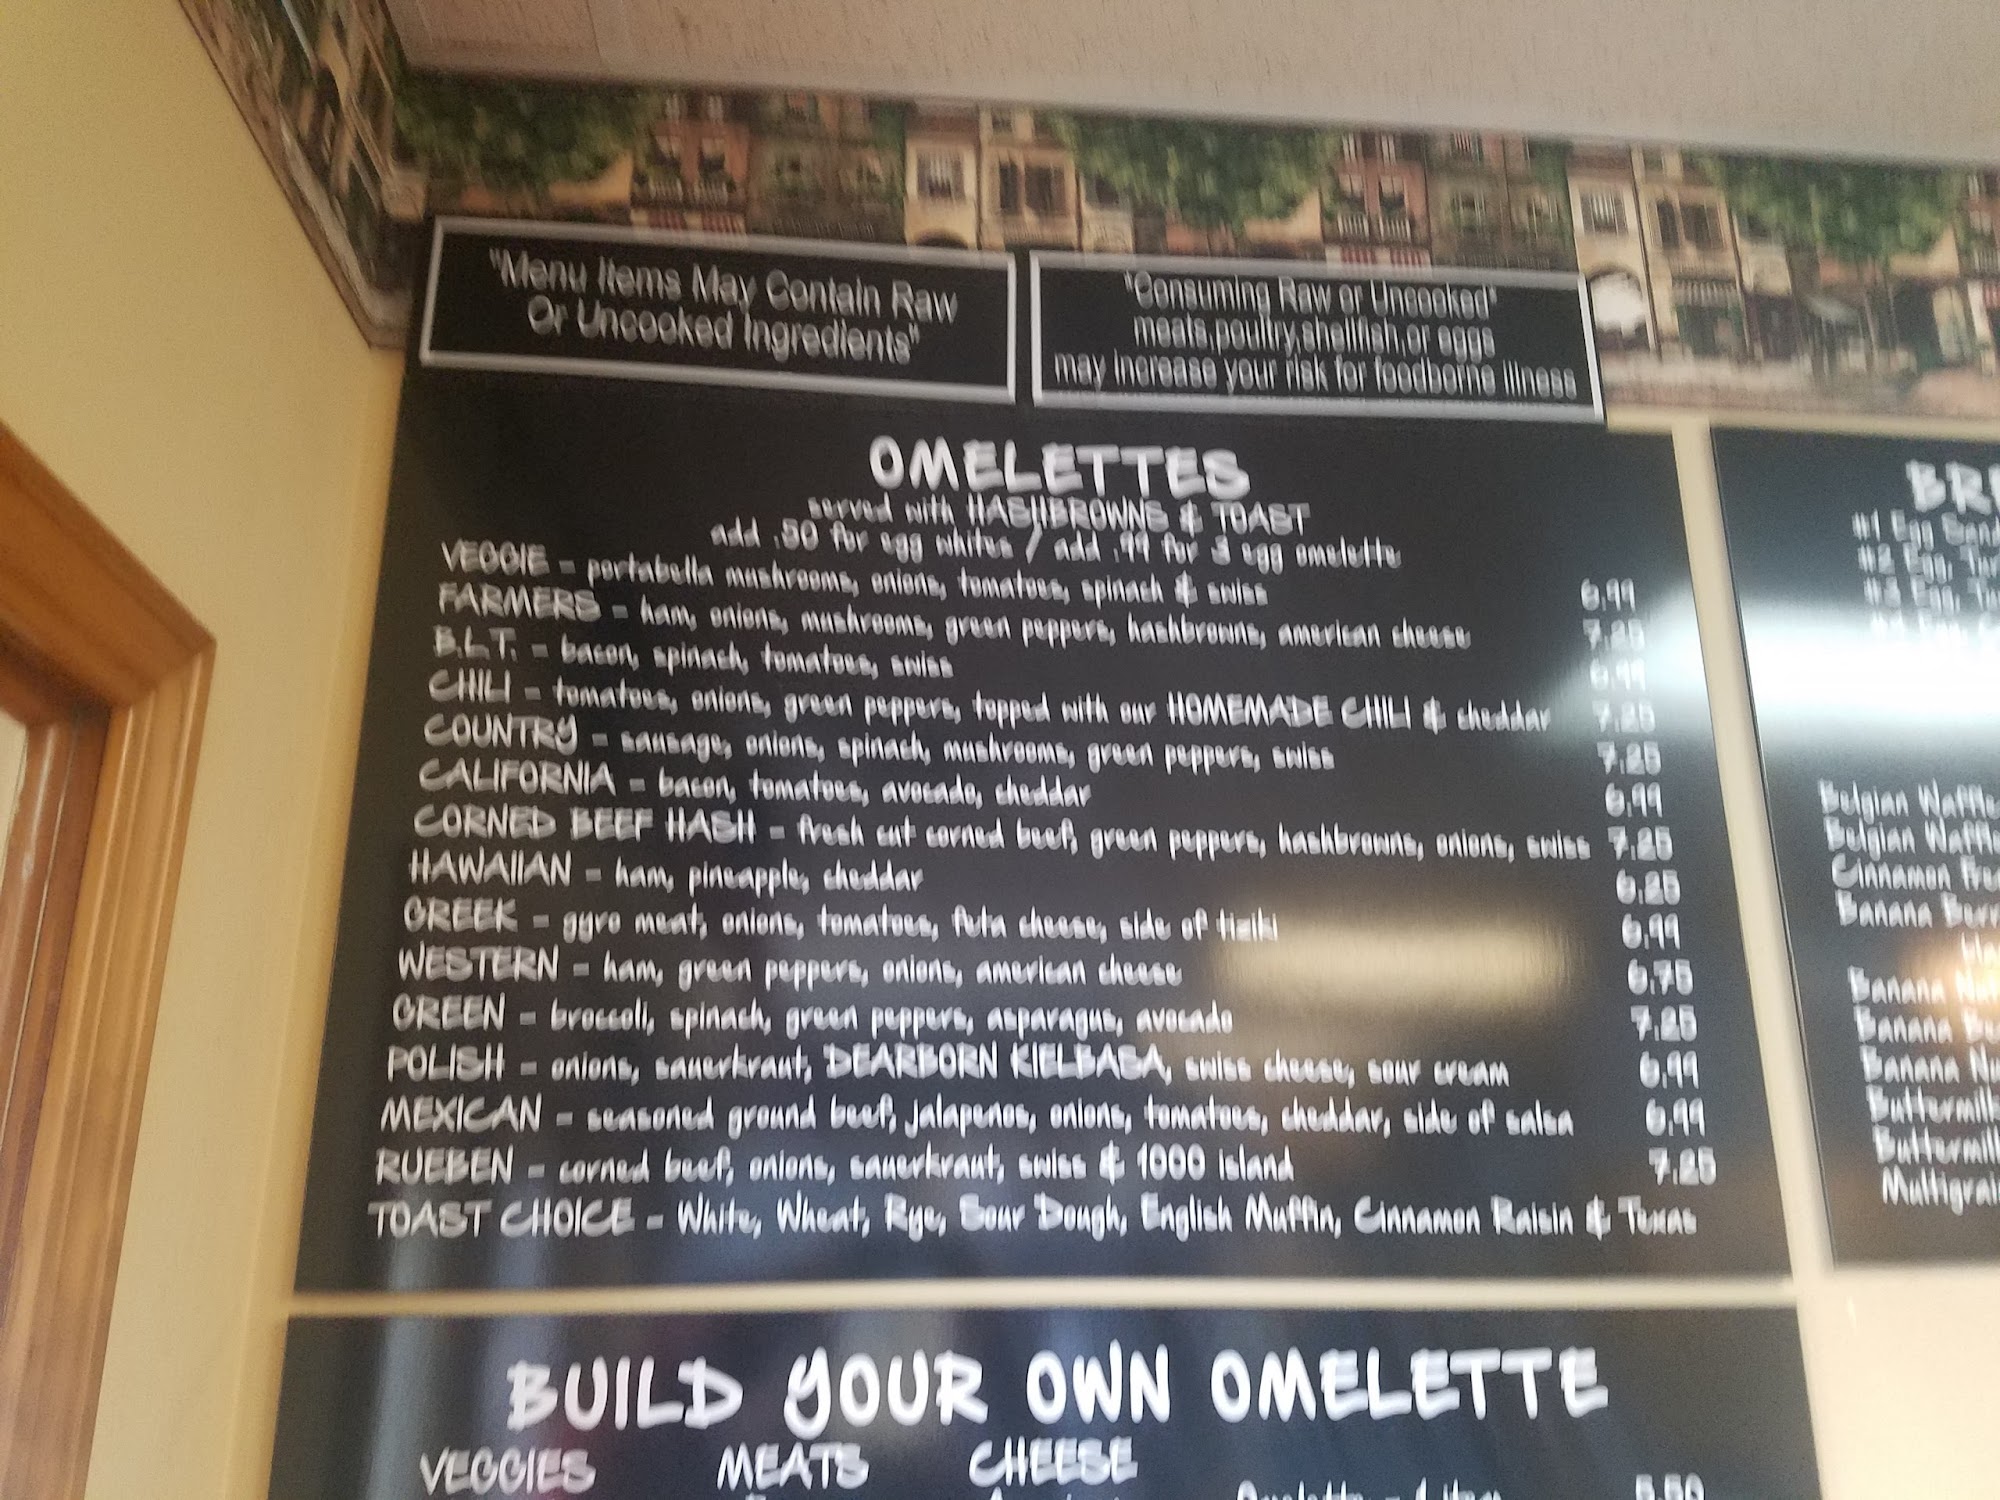 "Menu Items May Contain Raw
Or Uncooked Ingredients"
"Consuming Raw or Uncooked"
meats,poultry,shellfish,or eggs
may increase your risk for foodborne illness
OMELETTES
served with HASHBROWNS & TOAST
add .50 for egg whites / add .99 for 3 egg omelette
VEGGIE - portabella mushrooms, onions, tomatoes, spinach & swiss 6.99
FARMERS - ham, onions, mushrooms, green peppers, hashbrowns, american cheese 7.25
B.L.T. - bacon, spinach, tomatoes, swiss 6.99
CHILI - tomatoes, onions, green peppers, topped with our HOMEMADE CHILI & cheddar 7.25
COUNTRY - sausage, onions, spinach, mushrooms, green peppers, swiss 7.25
CALIFORNIA - bacon, tomatoes, avocado, cheddar 6.99
CORNED BEEF HASH - fresh cut corned beef, green peppers, hashbrowns, onions, swiss 7.25
HAWAIIAN - ham, pineapple, cheddar 6.25
GREEK - gyro meat, onions, tomatoes, feta cheese, side of tiziki 6.99
WESTERN - ham, green peppers, onions, american cheese 6.75
GREEN - broccoli, spinach, green peppers, asparagus, avocado 7.25
POLISH - onions, sauerkraut, DEARBORN KIELBASA, swiss cheese, sour cream 6.99
MEXICAN - seasoned ground beef, jalapenos, onions, tomatoes, cheddar, side of salsa 6.99
RUEBEN - corned beef, onions, sauerkraut, swiss & 1000 island 7.25
TOAST CHOICE - White, Wheat, Rye, Sour Dough, English Muffin, Cinnamon Raisin & Texas
BUILD YOUR OWN OMELETTE
VEGGIES MEATS CHEESE
5.50
#1 Egg
#2 Egg,
#3 Egg,
Egg,
Belgian Waffle
Belgian Waffle
Cinnamon
Banana
Banana
Banana
Banana
Buttermilk
Buttermilk